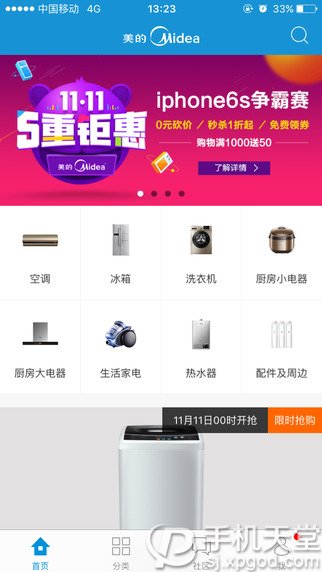 中国移动 4G 13:23 33%
美的 Midea
11·11
5重钜惠
美的 Midea
iphone6s争霸赛
0元砍价 / 秒杀1折起 / 免费领券
购物满1000送50
了解详情 >
空调 冰箱 洗衣机 厨房小电器
厨房大电器 生活家电 热水器 配件及周边
11月11日00时开抢 限时抢购
首页 分类 社区 我
手机天堂
sj.xpgod.com